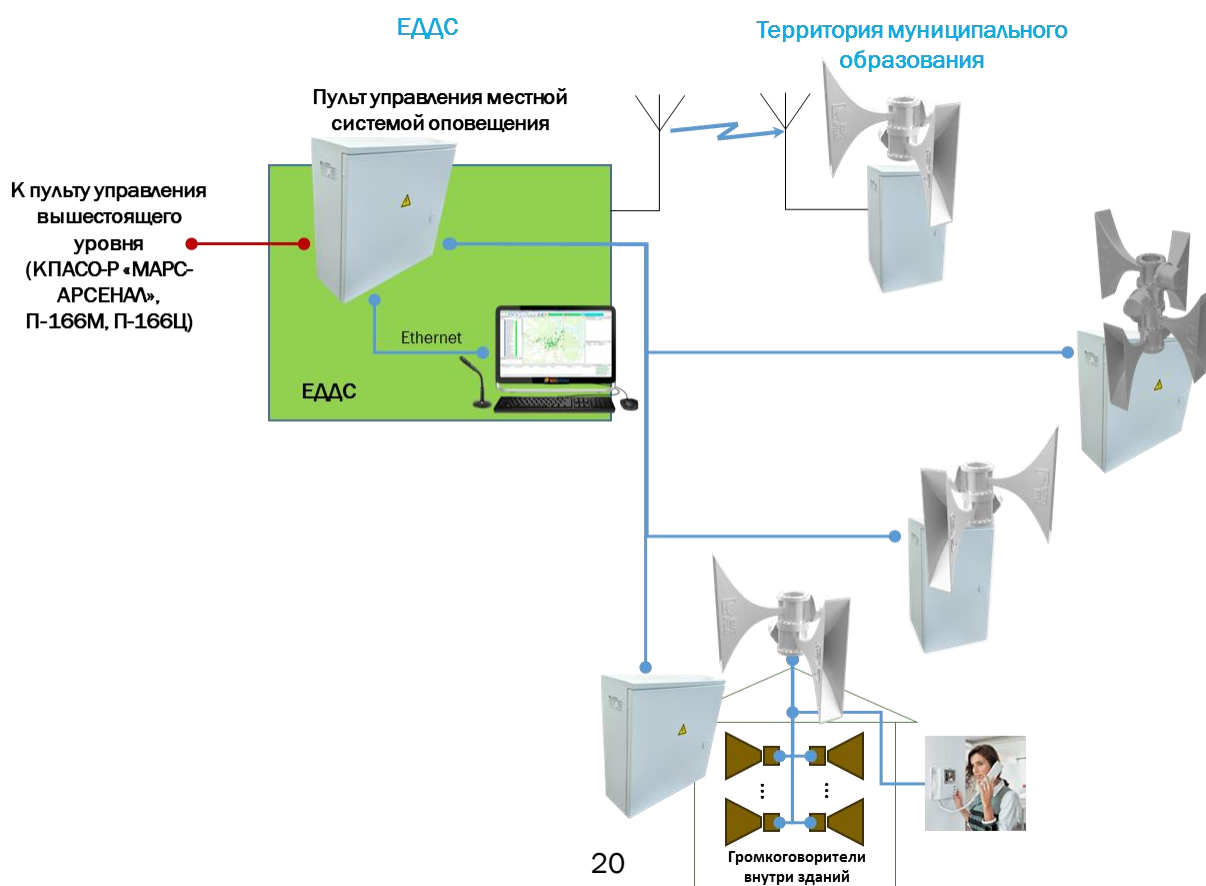 ЕДДС
Территория муниципального
образования
Пульт управления местной
системой оповещения
К пульту управления
вышестоящего
уровня
(КПАСО-Р «МАРС-
АРСЕНАЛ»,
П-166М, П-166Ц)
Ethernet
ЕДДС
Громкоговорители
внутри зданий
20